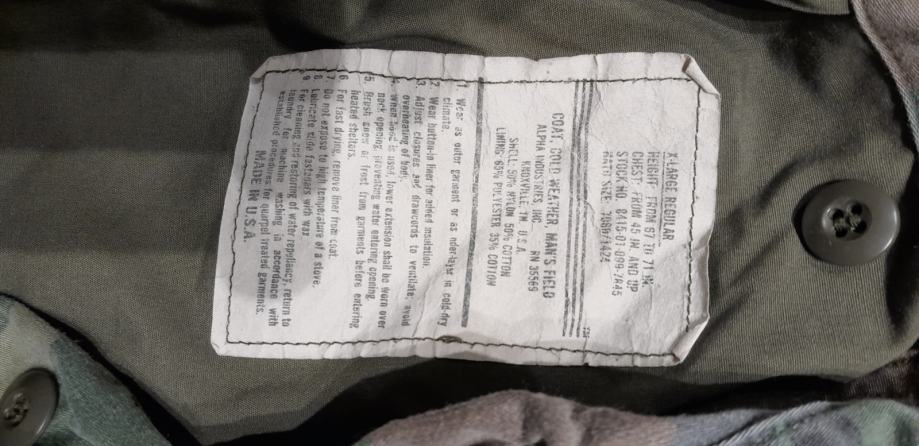 X-LARGE REGULAR
HEIGHT: FROM 67 TO 71 IN.
CHEST: FROM 45 IN. AND UP
STOCK NO. 8415-01-099-7845
NATO SIZE: 7080/1424
COAT, COLD WEATHER, MAN'S FIELD
ALPHA INDUSTRIES, INC. RN 35569
KNOXVILLE TN U.S.A.
SHELL: 50% NYLON 50% COTTON
LINING: 65% POLYESTER 35% COTTON
1. Wear as outer garment or as under-layer in cold-dry
climate.
2. Wear button-in liner for added insulation.
3. Adjust closures and drawcords to ventilate, avoid
overheating of body.
4. When hood is used, lower extension shall be worn over
neck opening preventing water entering opening.
5. Brush snow or frost from garments before entering
heated shelters.
6. For fast drying, remove liner from coat.
7. Do not expose to high temperature of a stove.
8. Lubricate slide fasteners with wax
9. For cleaning and restoring of water repellancy, return to
laundry for machine washing in accordance with
established procedures for quarpel treated garments.
MADE IN U.S.A.